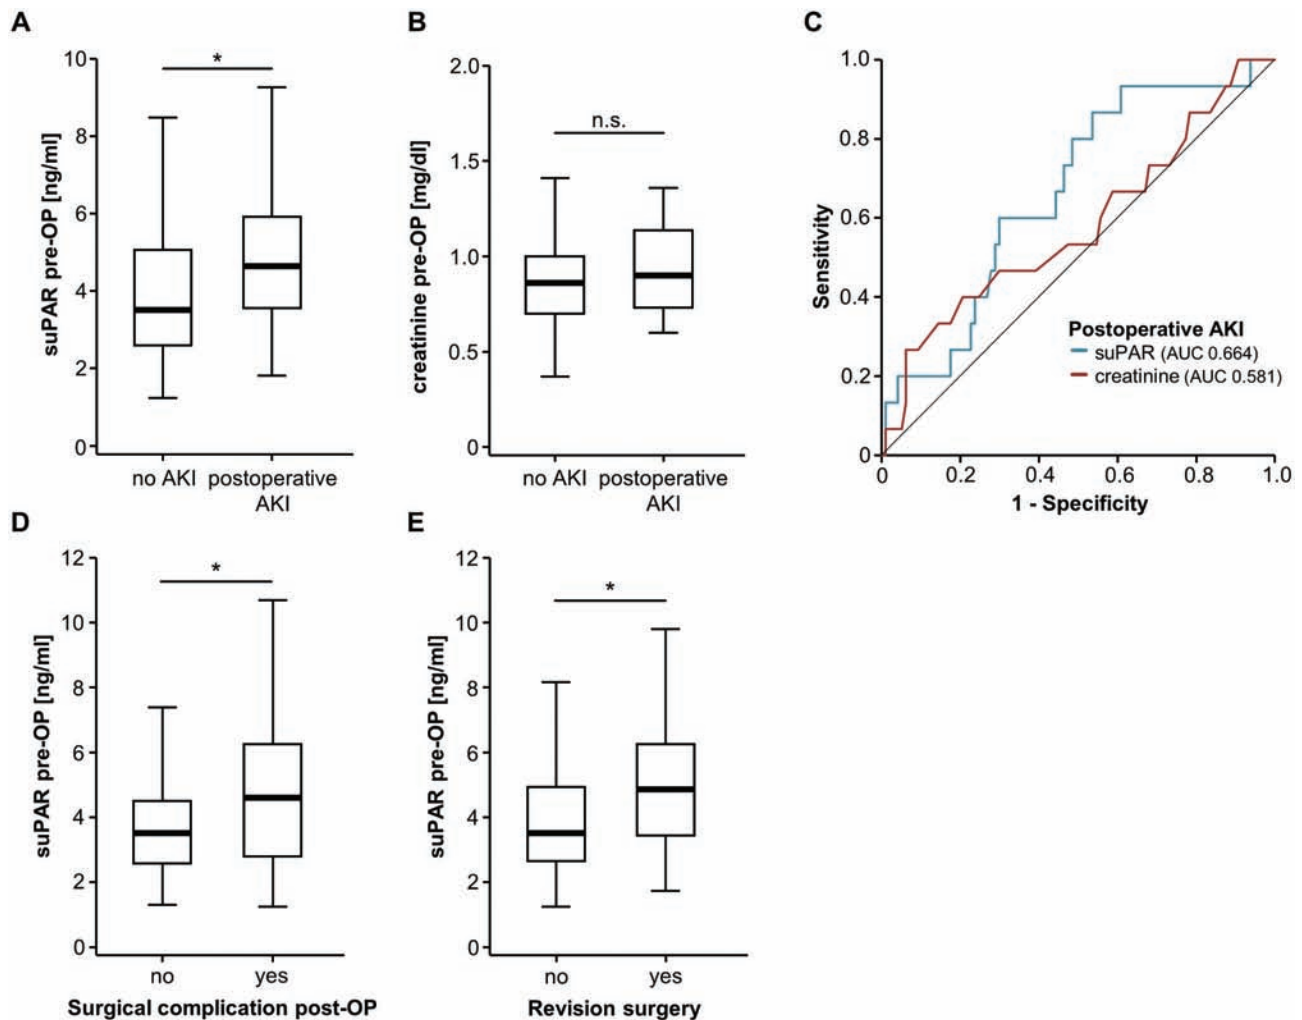 A
suPAR pre-OP [ng/ml]
10
8
6
4
2
0
*
no AKI postoperative
AKI
B
creatinine pre-OP [mg/dl]
2.0
1.5
1.0
0.5
0
n.s.
no AKI postoperative
AKI
C
Sensitivity
1.0
0.8
0.6
0.4
0.2
0
0 0.2 0.4 0.6 0.8 1.0
1 - Specificity
Postoperative AKI
suPAR (AUC 0.664)
creatinine (AUC 0.581)
D
suPAR pre-OP [ng/ml]
12
10
8
6
4
2
0
*
no yes
Surgical complication post-OP
E
suPAR pre-OP [ng/ml]
12
10
8
6
4
2
0
*
no yes
Revision surgery